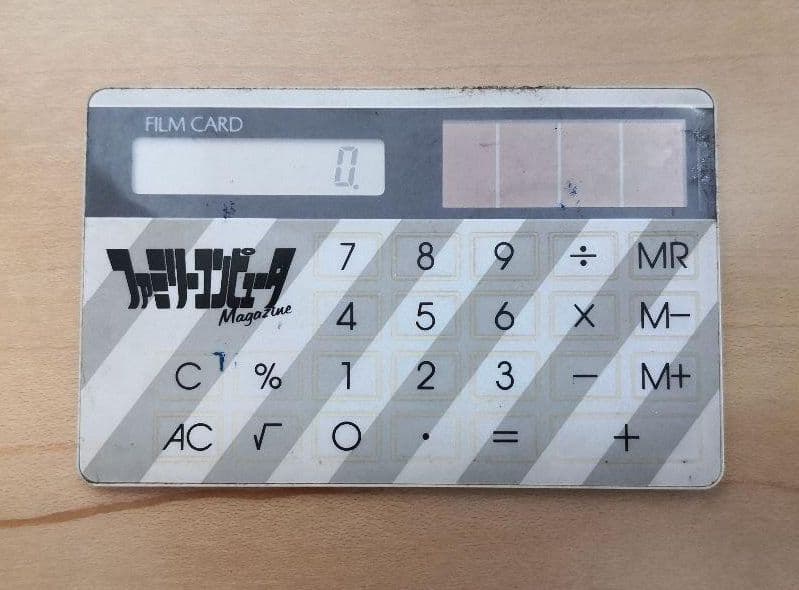 FILM CARD
0.
ファミリーコンピュータ
Magazine
7 8 9 ÷ MR
4 5 6 × M−
C % 1 2 3 − M+
AC √ 0 · = +